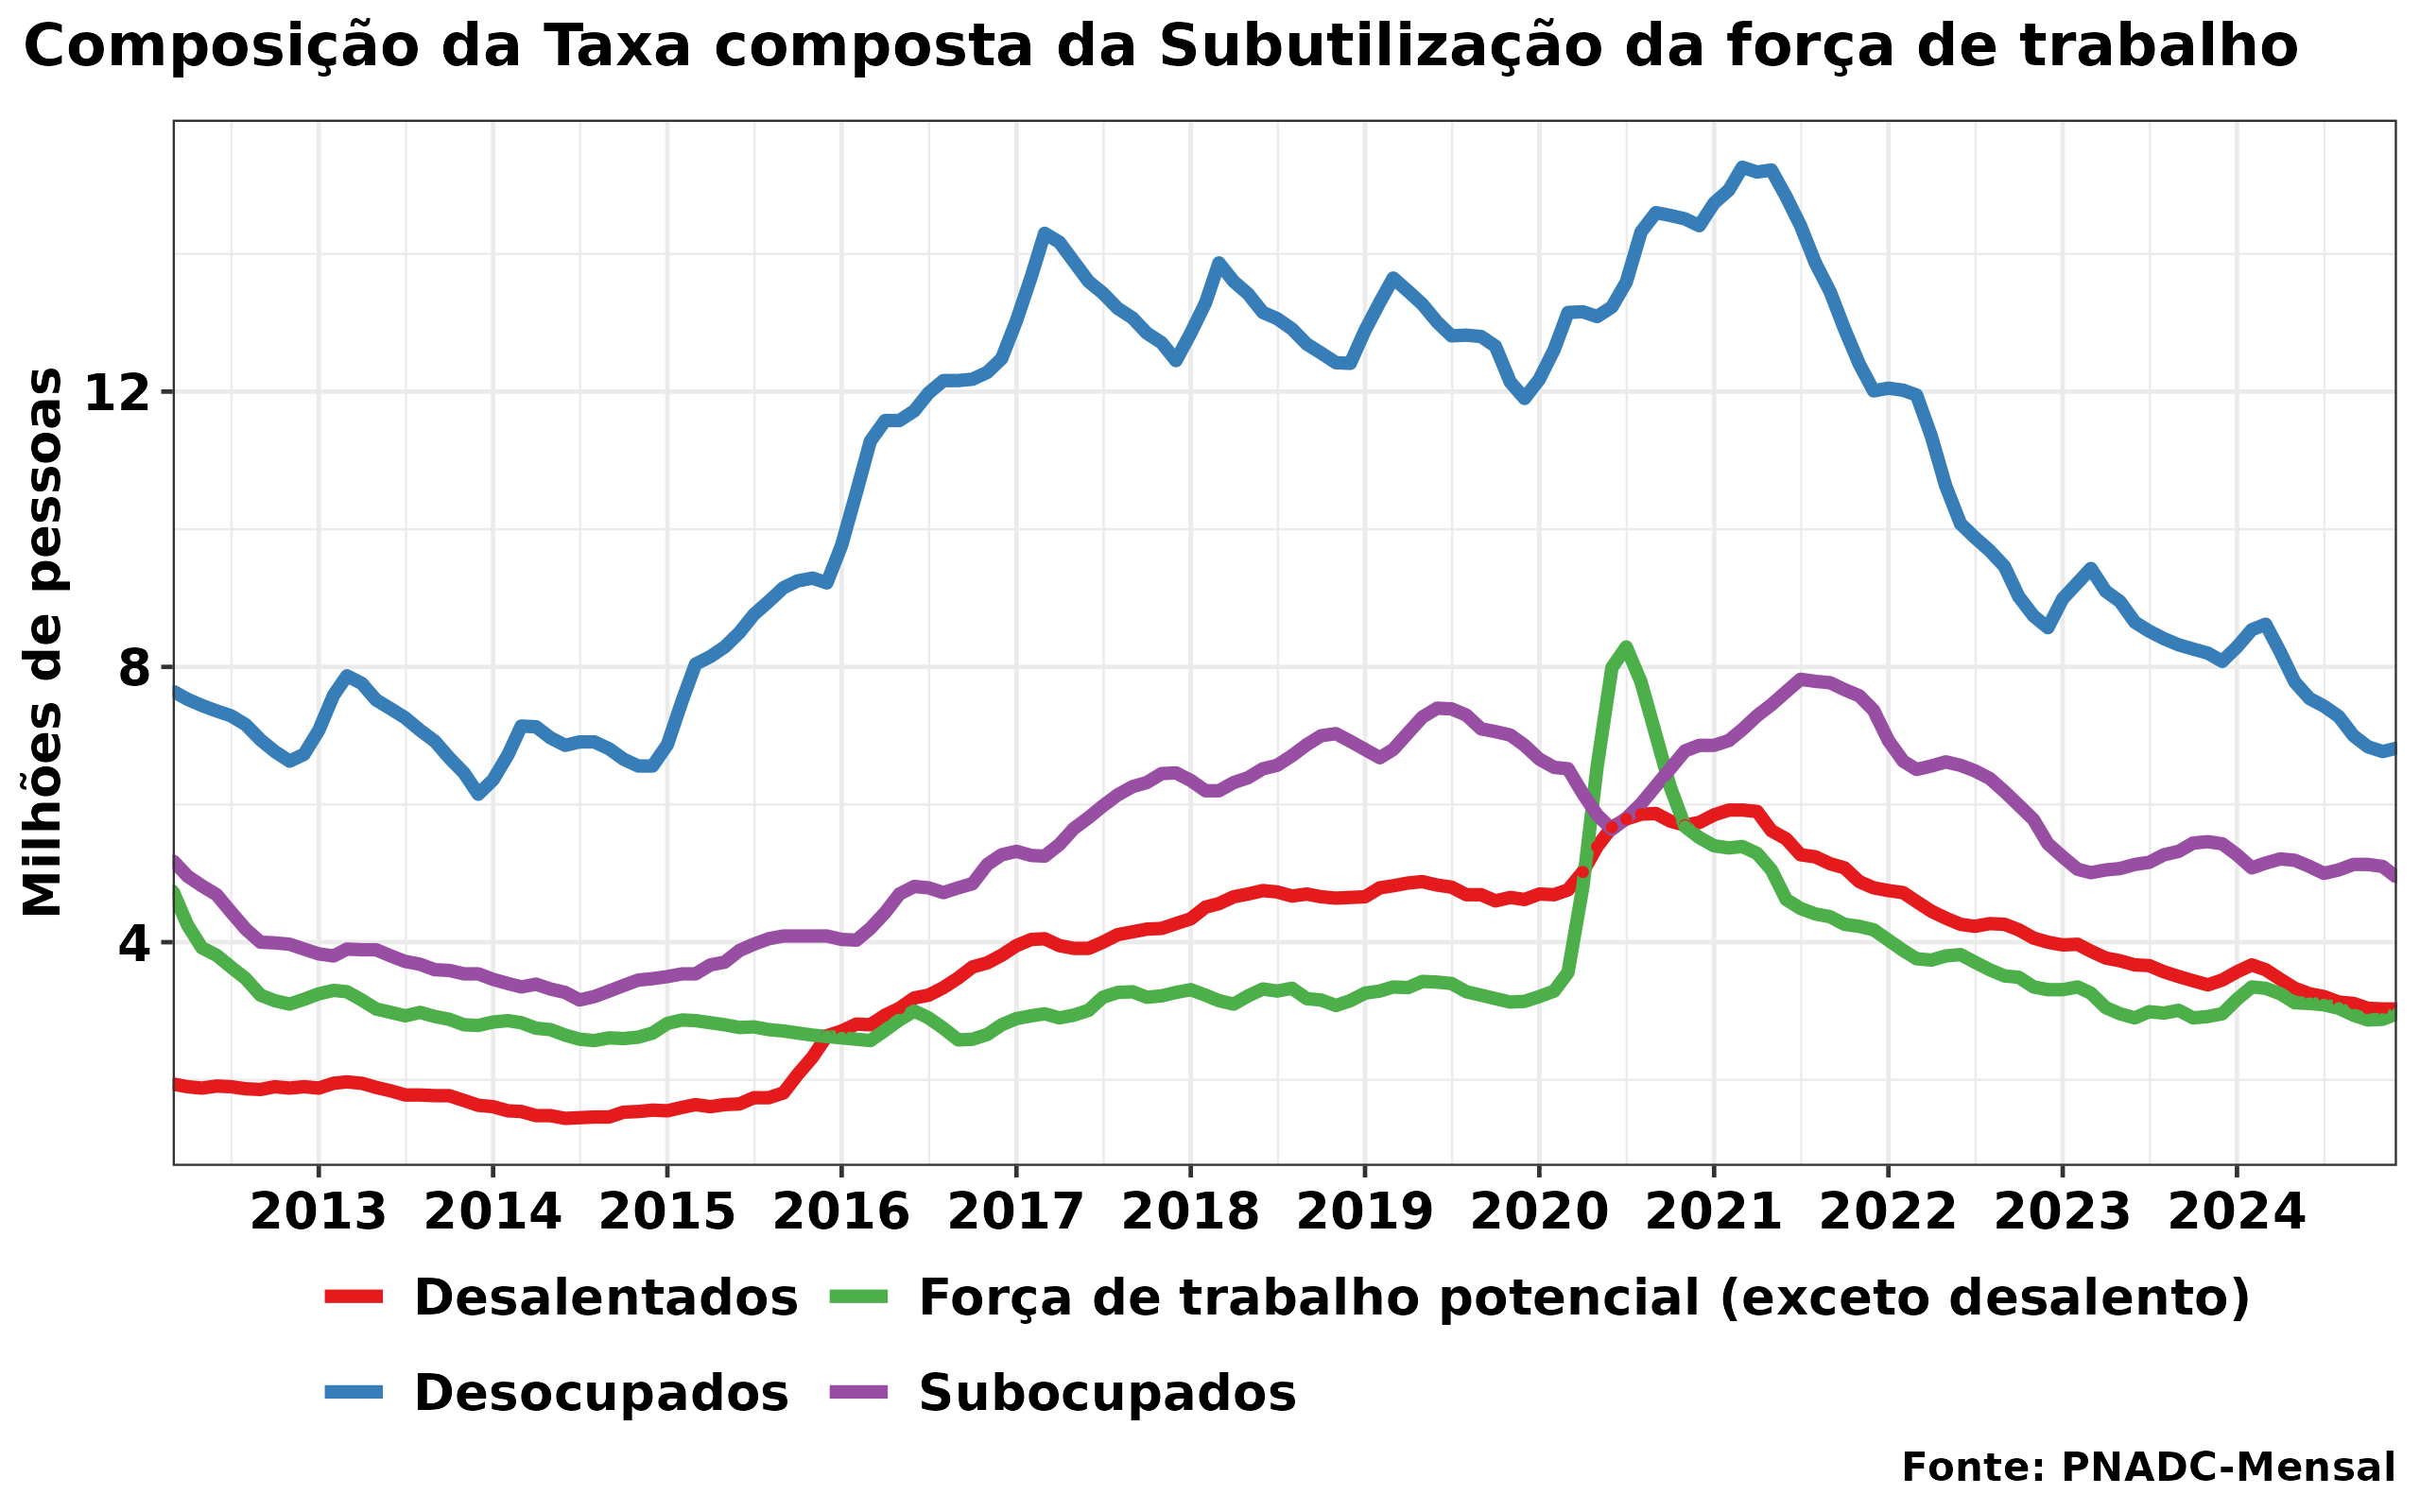 Composição da Taxa composta da Subutilização da força de trabalho
Milhões de pessoas
12
8
4
2013 2014 2015 2016 2017 2018 2019 2020 2021 2022 2023 2024
Desalentados Força de trabalho potencial (exceto desalento)
Desocupados Subocupados
Fonte: PNADC-Mensal